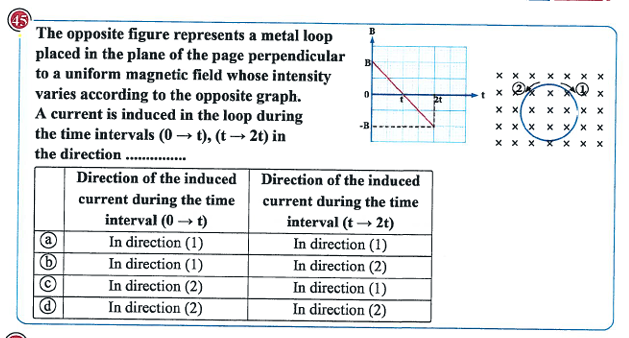 45
The opposite figure represents a metal loop
placed in the plane of the page perpendicular
to a uniform magnetic field whose intensity
varies according to the opposite graph.
A current is induced in the loop during
the time intervals (0 → t), (t → 2t) in
the direction ...............
B
B
0
-B
t
2t
t
x x x x x x x
x x x x x x
x x x x x x x
x x x x x x x
x x x x x x x
2
1
Direction of the induced current during the time interval (0 → t)
Direction of the induced current during the time interval (t → 2t)
a In direction (1) In direction (1)
b In direction (1) In direction (2)
c In direction (2) In direction (1)
d In direction (2) In direction (2)